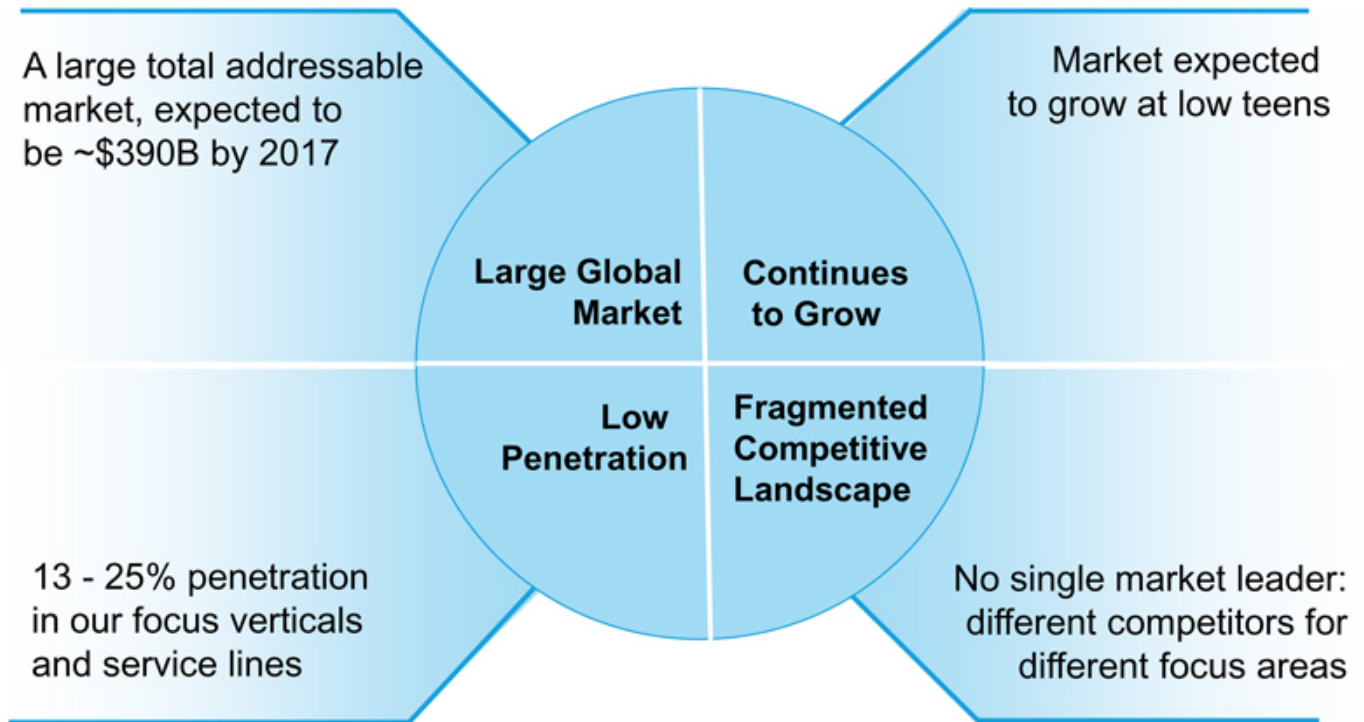 A large total addressable
market, expected to
be ~$390B by 2017
Market expected
to grow at low teens
Large Global
Market
Continues
to Grow
Low
Penetration
Fragmented
Competitive
Landscape
13 - 25% penetration
in our focus verticals
and service lines
No single market leader:
different competitors for
different focus areas